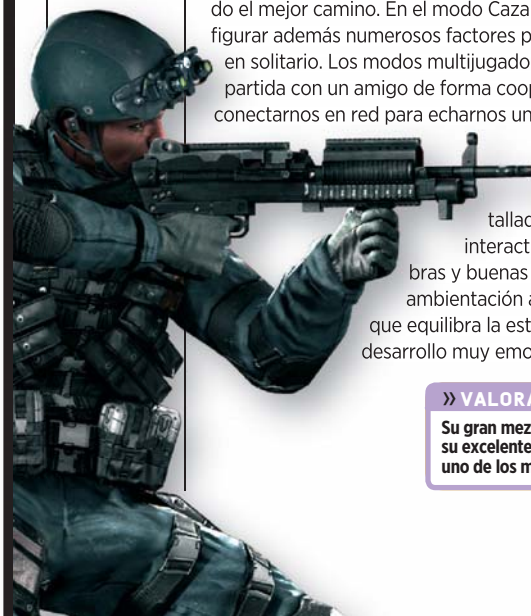 do el mejor camino. En el modo Caza
figurar además numerosos factores p
en solitario. Los modos multijugado
partida con un amigo de forma coop
conectarnos en red para echarnos un
tallad
interact
bras y buenas
ambientación a
que equilibra la est
desarrollo muy emo
» VALORA
Su gran mez
su excelente
uno de los m